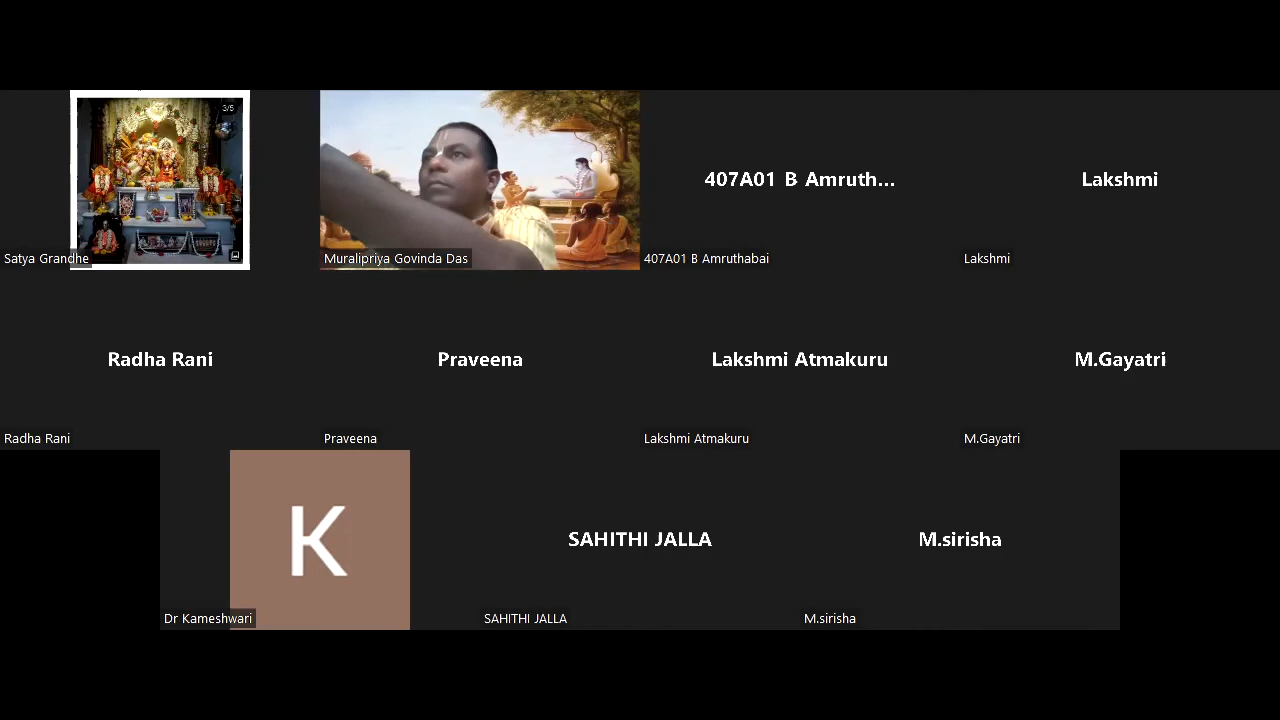 3/5
Satya Grandhe
Muralipriya Govinda Das
407A01 B Amruth...
407A01 B Amruthabai
Lakshmi
Lakshmi
Radha Rani
Radha Rani
Praveena
Praveena
Lakshmi Atmakuru
Lakshmi Atmakuru
M.Gayatri
M.Gayatri
K
Dr Kameshwari
SAHITHI JALLA
SAHITHI JALLA
M.sirisha
M.sirisha